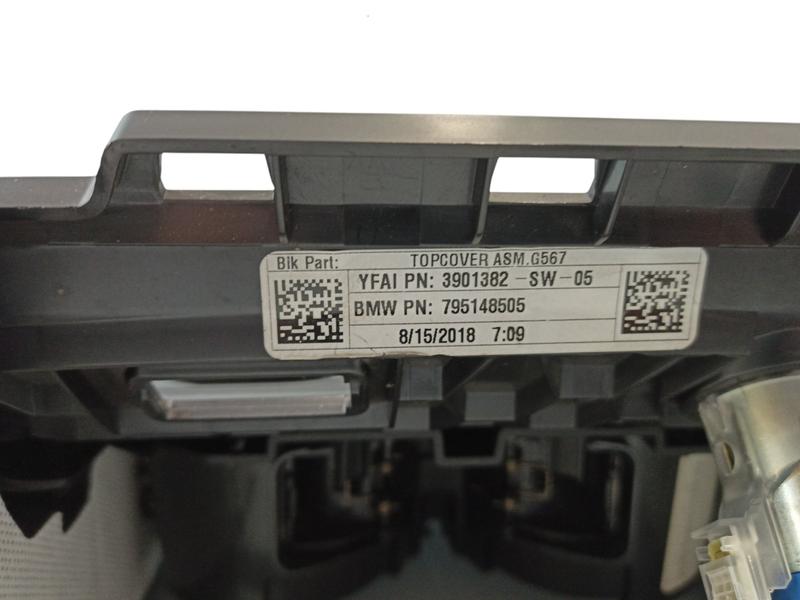 Blk Part: TOPCOVER ASM.G567
YFAI PN: 3901382 -SW-05
BMW PN: 795148505
8/15/2018 7:09